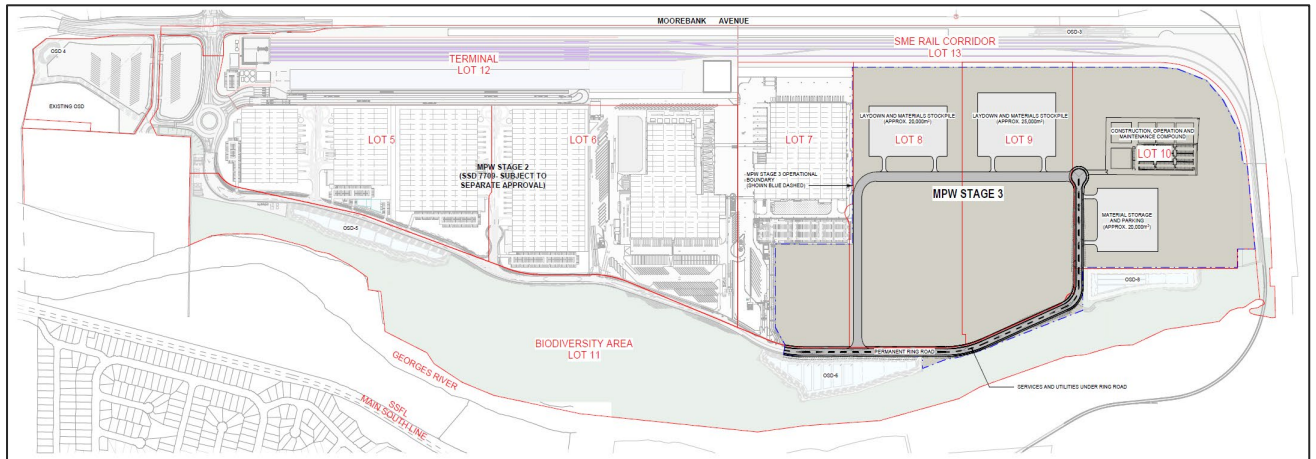 MOOREBANK AVENUE
OSD 4
OSD-3
SME RAIL CORRIDOR
LOT 13
TERMINAL
LOT 12
EXISTING OSD
LOT 5
LOT 6
LOT 7
MPW STAGE 2
(SSD 7709- SUBJECT TO
SEPARATE APPROVAL)
LAYDOWN AND MATERIALS STOCKPILE
(APPROX. 20,000m²)
LOT 8
LAYDOWN AND MATERIALS STOCKPILE
(APPROX. 25,000m²)
LOT 9
CONSTRUCTION, OPERATION AND
MAINTENANCE COMPOUND
LOT 10
MPW STAGE 3 OPERATIONAL
BOUNDARY
(SHOWN BLUE DASHED)
MPW STAGE 3
MATERIAL STORAGE
AND PARKING
(APPROX. 20,000m²)
OSD-5
OSD-8
BIODIVERSITY AREA
LOT 11
PERMANENT RING ROAD
OSD-6
SERVICES AND UTILITIES UNDER RING ROAD
GEORGES RIVER
SSFL
MAIN SOUTH LINE